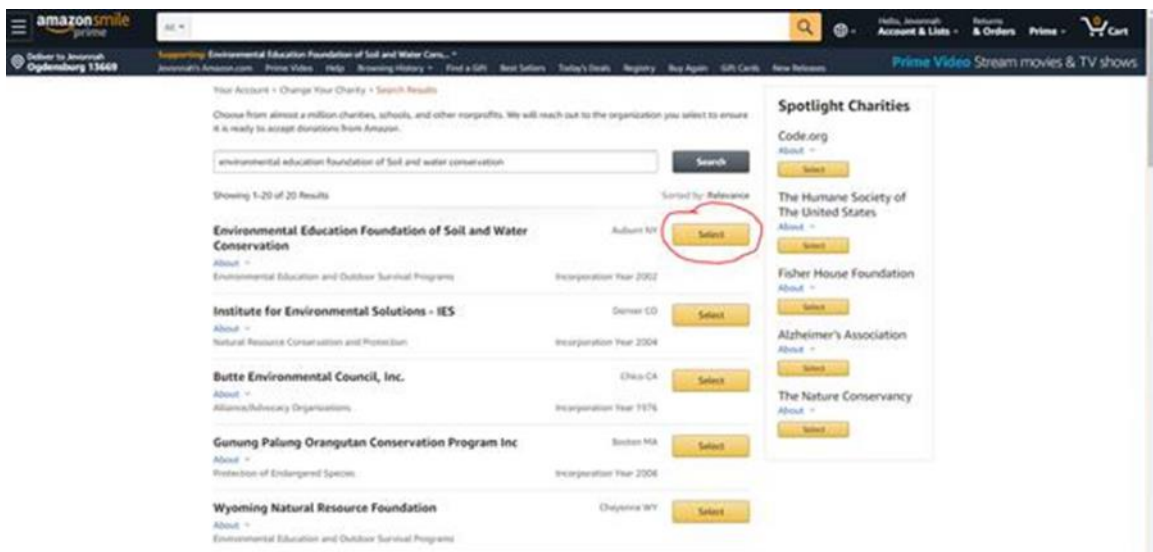 amazonsmile
prime
All
Hello, Jevonnah
Account & Lists
Returns
& Orders
Prime
0
Cart
Deliver to Jevonnah
Ogdensburg 13669
Supporting: Environmental Education Foundation of Soil and Water Cons...
Jevonnah's Amazon.com Prime Video Help Browsing History Find a Gift Best Sellers Today's Deals Registry Buy Again Gift Cards New Releases
Prime Video Stream movies & TV shows
Your Account > Change Your Charity > Search Results
Choose from almost a million charities, schools, and other nonprofits. We will reach out to the organization you select to ensure
it is ready to accept donations from Amazon.
environmental education foundation of Soil and water conservation
Search
Showing 1-20 of 20 Results
Sorted by: Relevance
Environmental Education Foundation of Soil and Water
Conservation
Auburn NY
Select
About
Environmental Education and Outdoor Survival Programs
Incorporation Year 2002
Institute for Environmental Solutions - IES
Denver CO
Select
About
Natural Resource Conservation and Protection
Incorporation Year 2004
Butte Environmental Council, Inc.
Chico CA
Select
About
Alliance/Advocacy Organizations
Incorporation Year 1976
Gunung Palung Orangutan Conservation Program Inc
Boston MA
Select
About
Protection of Endangered Species
Incorporation Year 2008
Wyoming Natural Resource Foundation
Cheyenne WY
Select
About
Environmental Education and Outdoor Survival Programs
Spotlight Charities
Code.org
About
Select
The Humane Society of
The United States
About
Select
Fisher House Foundation
About
Select
Alzheimer's Association
About
Select
The Nature Conservancy
About
Select